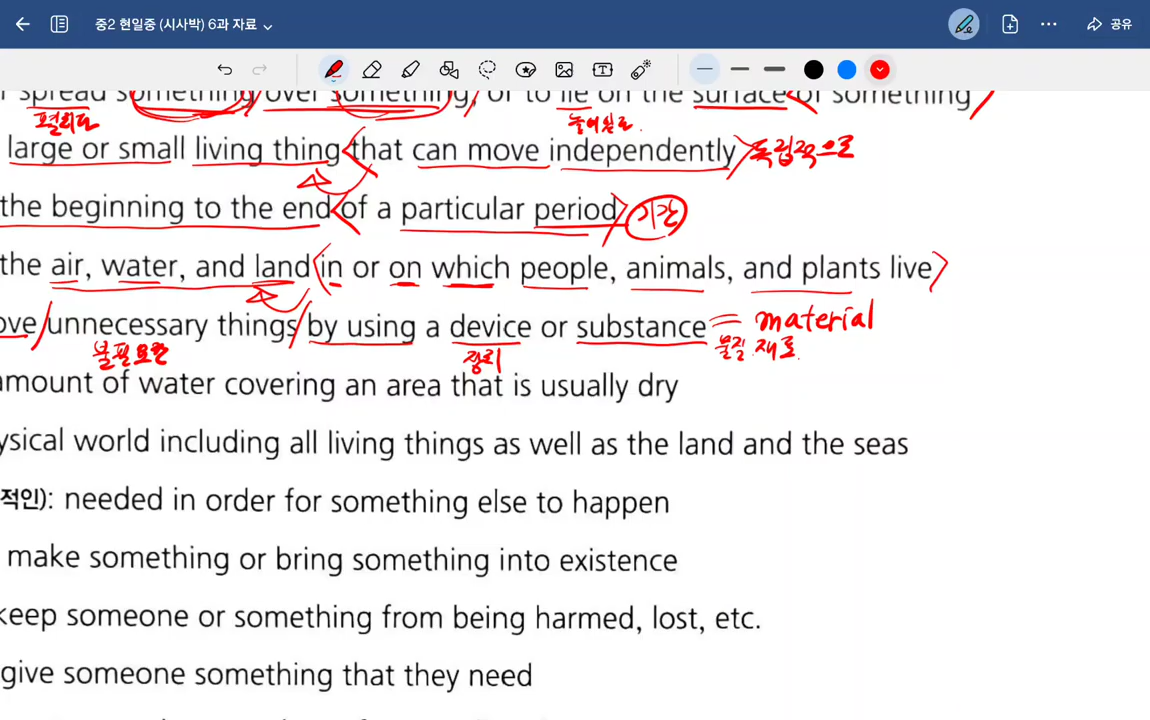 중2 현일중 (시사박) 6과 자료
공유
spread something over something, or to lie on the surface of something
펼치다 놓여있다.
large or small living thing that can move independently 독립적으로
the beginning to the end of a particular period 기간
the air, water, and land in or on which people, animals, and plants live
ove unnecessary things by using a device or substance = material
불필요한 장치 물질 재료.
amount of water covering an area that is usually dry
ysical world including all living things as well as the land and the seas
적인): needed in order for something else to happen
make something or bring something into existence
keep someone or something from being harmed, lost, etc.
give someone something that they need